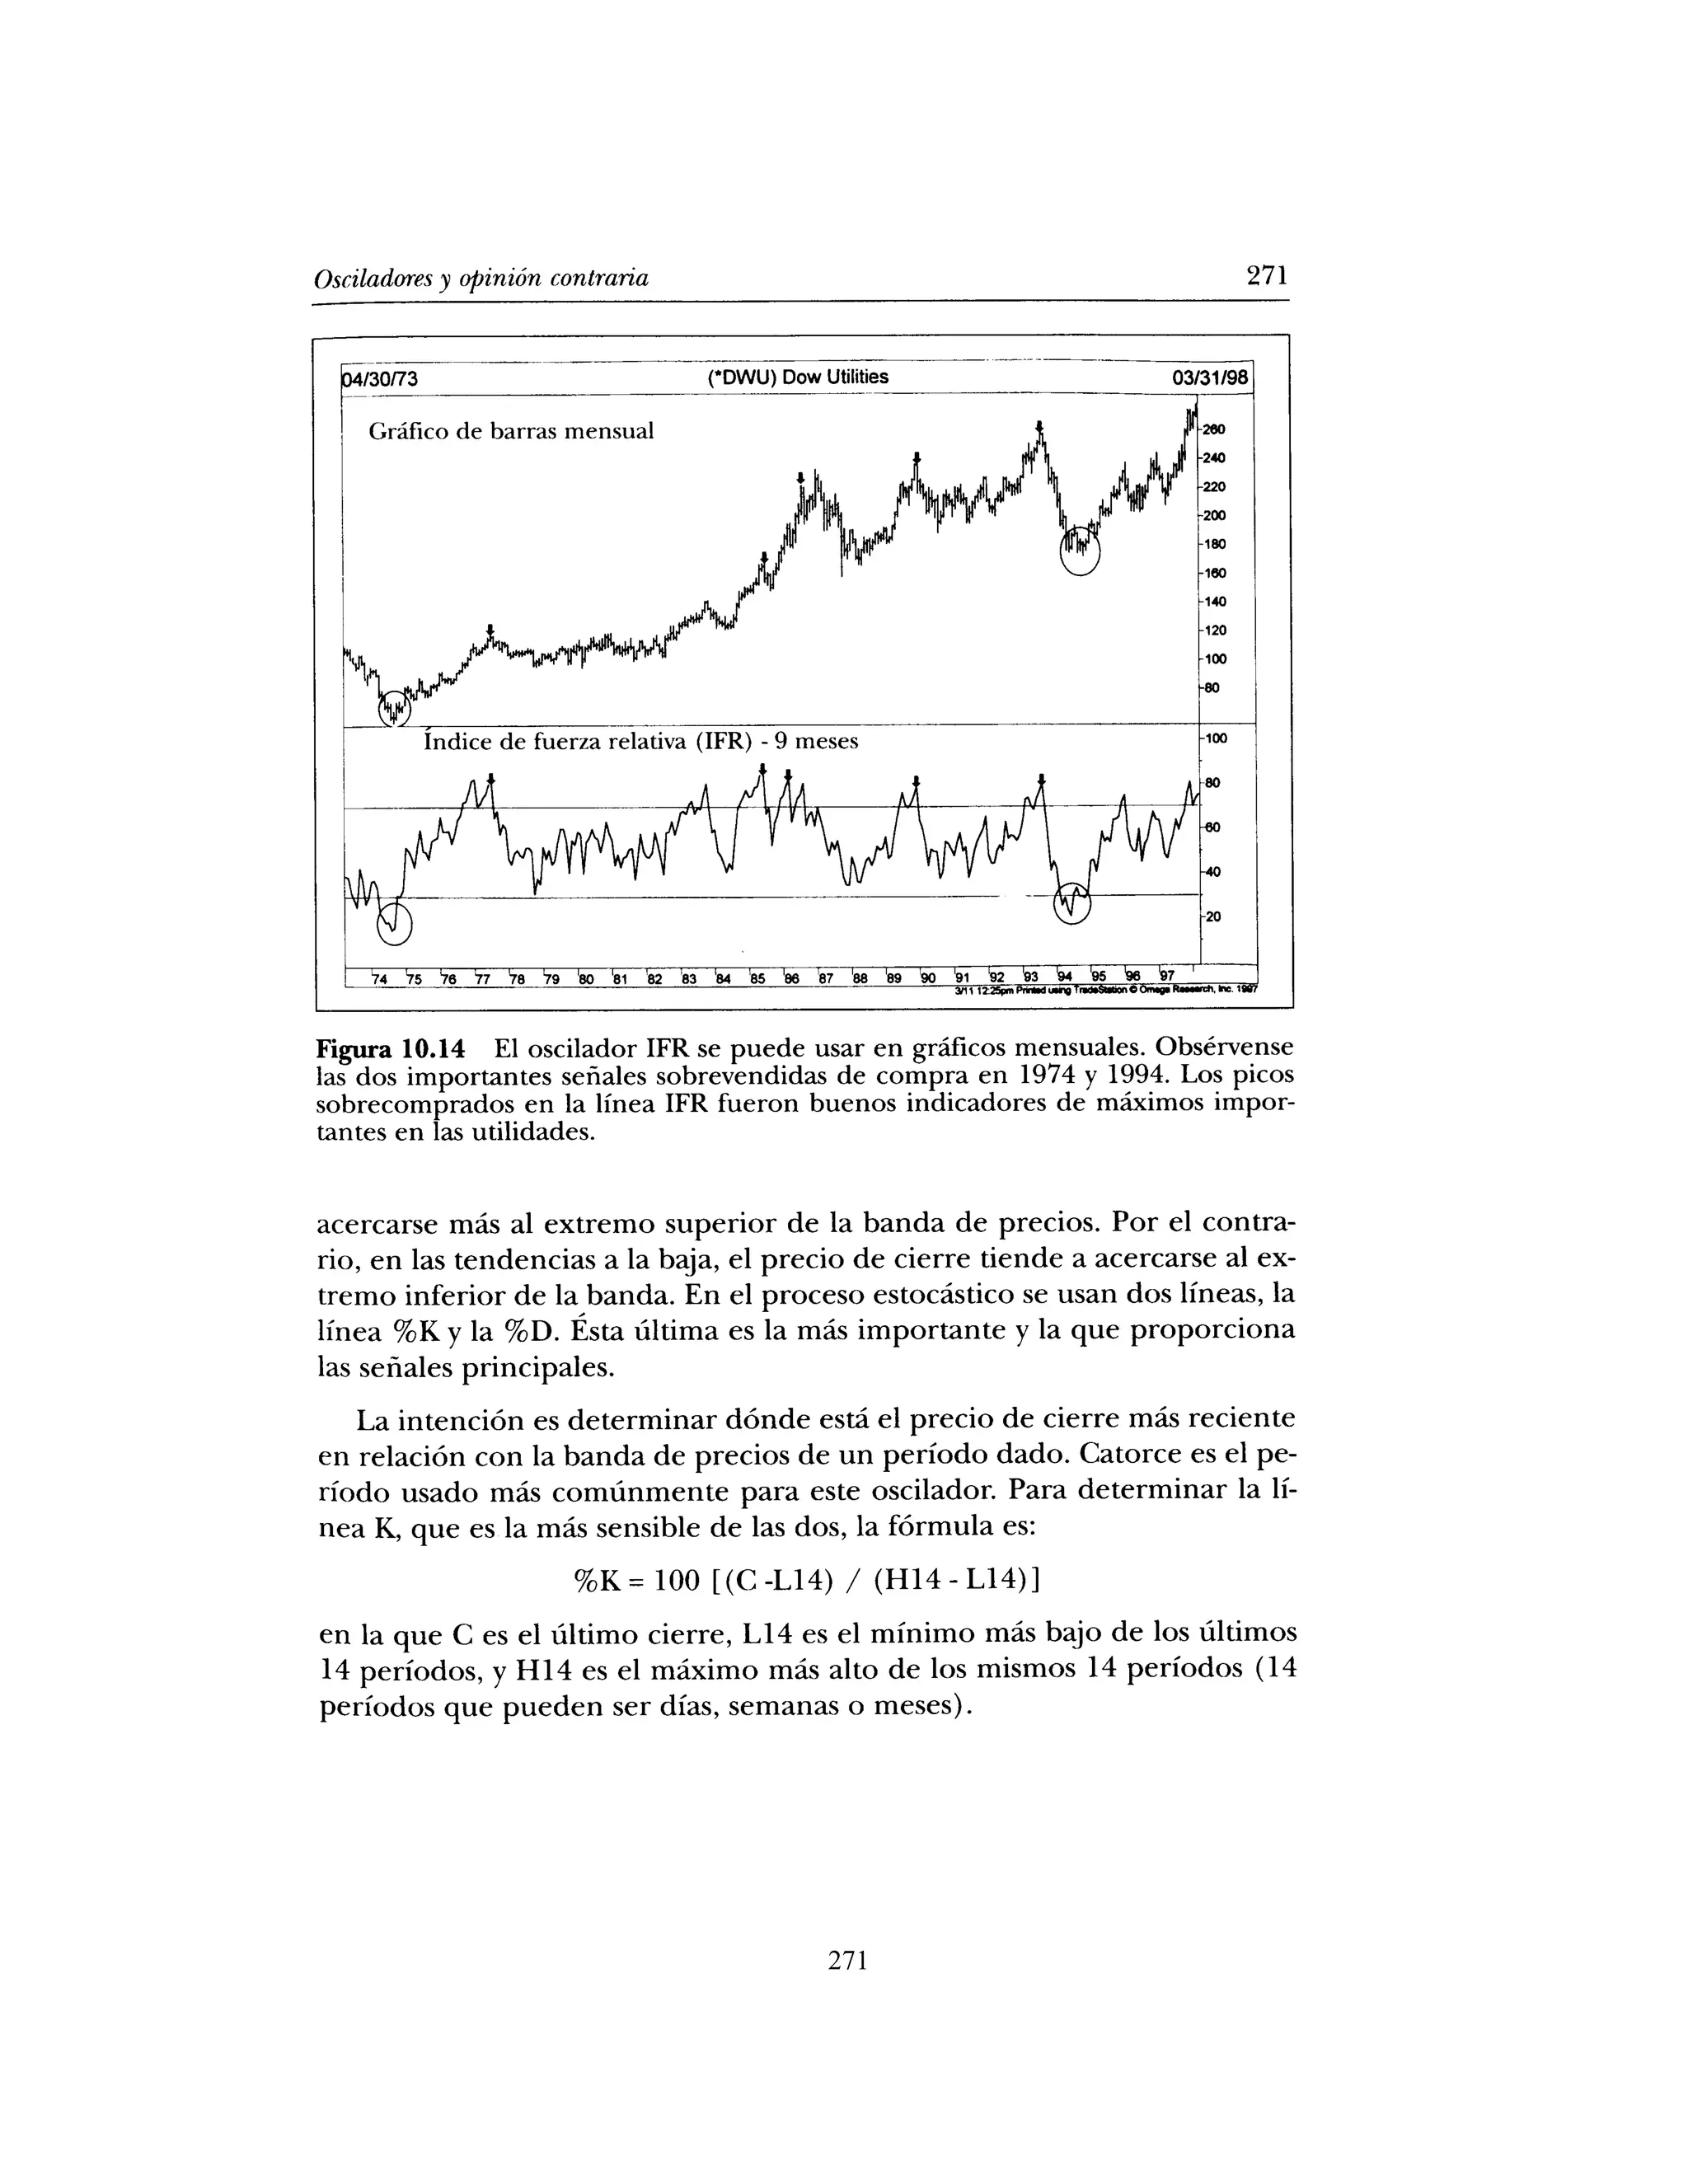 Osciladores y opinión contraria 271
04/30/73 (*DWU) Dow Utilities 03/31/98
Gráfico de barras mensual
260
240
220
200
180
160
140
120
100
80
Índice de fuerza relativa (IFR) - 9 meses
100
80
60
40
20
'74 '75 '76 '77 '78 '79 '80 '81 '82 '83 '84 '85 '86 '87 '88 '89 '90 '91 '92 '93 '94 '95 '96 '97
3/11 12:25pm Printed using TradeStation © Omega Research, Inc. 1997
Figura 10.14 El oscilador IFR se puede usar en gráficos mensuales. Obsérvense
las dos importantes señales sobrevendidas de compra en 1974 y 1994. Los picos
sobrecomprados en la línea IFR fueron buenos indicadores de máximos impor-
tantes en las utilidades.
acercarse más al extremo superior de la banda de precios. Por el contra-
rio, en las tendencias a la baja, el precio de cierre tiende a acercarse al ex-
tremo inferior de la banda. En el proceso estocástico se usan dos líneas, la
línea %K y la %D. Ésta última es la más importante y la que proporciona
las señales principales.
La intención es determinar dónde está el precio de cierre más reciente
en relación con la banda de precios de un período dado. Catorce es el pe-
ríodo usado más comúnmente para este oscilador. Para determinar la lí-
nea K, que es la más sensible de las dos, la fórmula es:
%K = 100 [(C -L14) / (H14 - L14)]
en la que C es el último cierre, L14 es el mínimo más bajo de los últimos
14 períodos, y H14 es el máximo más alto de los mismos 14 períodos (14
períodos que pueden ser días, semanas o meses).
271